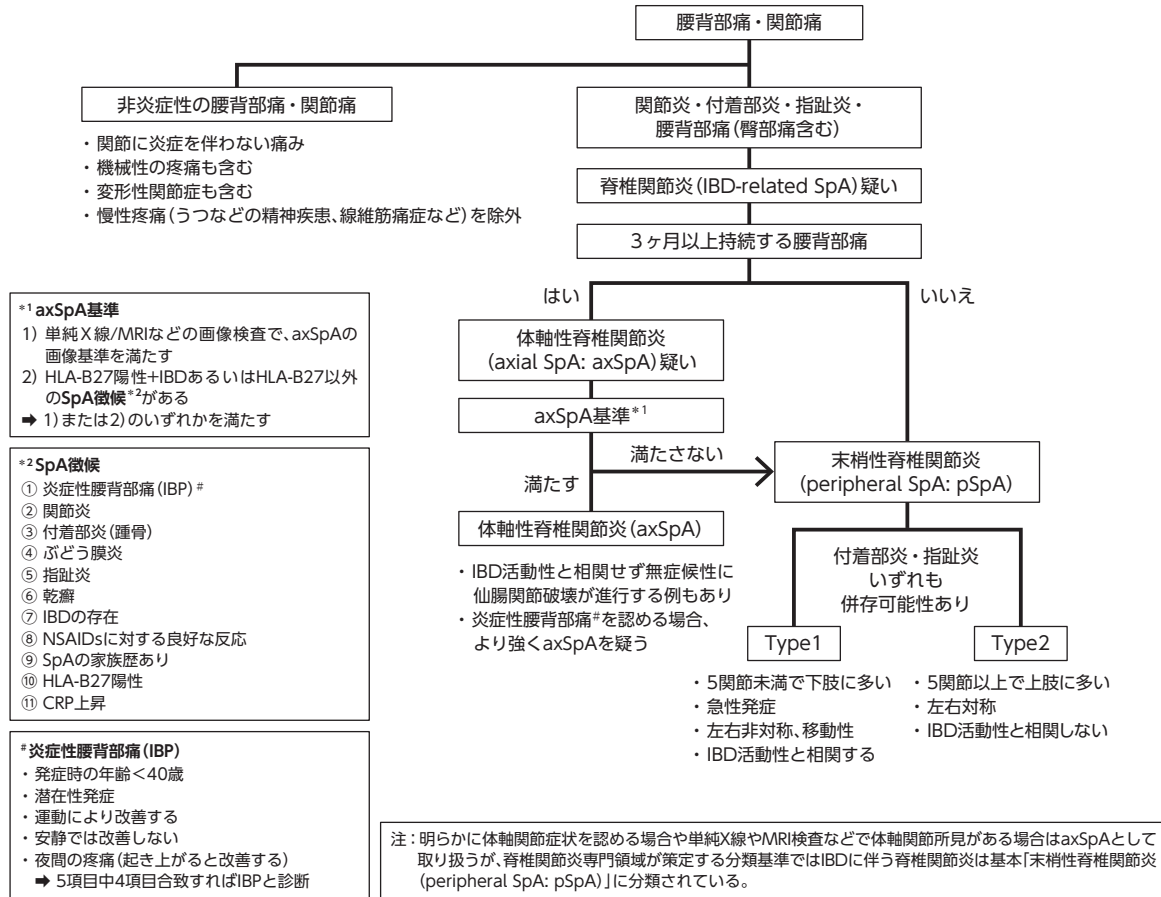 腰背部痛・関節痛
非炎症性の腰背部痛・関節痛
・関節に炎症を伴わない痛み
・機械性の疼痛も含む
・変形性関節症も含む
・慢性疼痛(うつなどの精神疾患、線維筋痛症など)を除外
関節炎・付着部炎・指趾炎・
腰背部痛(臀部痛含む)
脊椎関節炎(IBD-related SpA)疑い
3ヶ月以上持続する腰背部痛
はい
いいえ
体軸性脊椎関節炎
(axial SpA: axSpA)疑い
axSpA基準*1
満たさない
満たす
体軸性脊椎関節炎(axSpA)
・IBD活動性と相関せず無症候性に
仙腸関節破壊が進行する例もあり
・炎症性腰背部痛#を認める場合、
より強くaxSpAを疑う
末梢性脊椎関節炎
(peripheral SpA: pSpA)
付着部炎・指趾炎
いずれも
併存可能性あり
Type1
・5関節未満で下肢に多い
・急性発症
・左右非対称、移動性
・IBD活動性と相関する
Type2
・5関節以上で上肢に多い
・左右対称
・IBD活動性と相関しない
*1 axSpA基準
1) 単純X線/MRIなどの画像検査で、axSpAの
画像基準を満たす
2) HLA-B27陽性+IBDあるいはHLA-B27以外
のSpA徴候*2がある
➡ 1)または2)のいずれかを満たす
*2 SpA徴候
① 炎症性腰背部痛(IBP)#
② 関節炎
③ 付着部炎(踵骨)
④ ぶどう膜炎
⑤ 指趾炎
⑥ 乾癬
⑦ IBDの存在
⑧ NSAIDsに対する良好な反応
⑨ SpAの家族歴あり
⑩ HLA-B27陽性
⑪ CRP上昇
#炎症性腰背部痛(IBP)
・発症時の年齢<40歳
・潜在性発症
・運動により改善する
・安静では改善しない
・夜間の疼痛(起き上がると改善する)
➡ 5項目中4項目合致すればIBPと診断
注:明らかに体軸関節症状を認める場合や単純X線やMRI検査などで体軸関節所見がある場合はaxSpAとして
取り扱うが、脊椎関節炎専門領域が策定する分類基準ではIBDに伴う脊椎関節炎は基本「末梢性脊椎関節炎
(peripheral SpA: pSpA)」に分類されている。